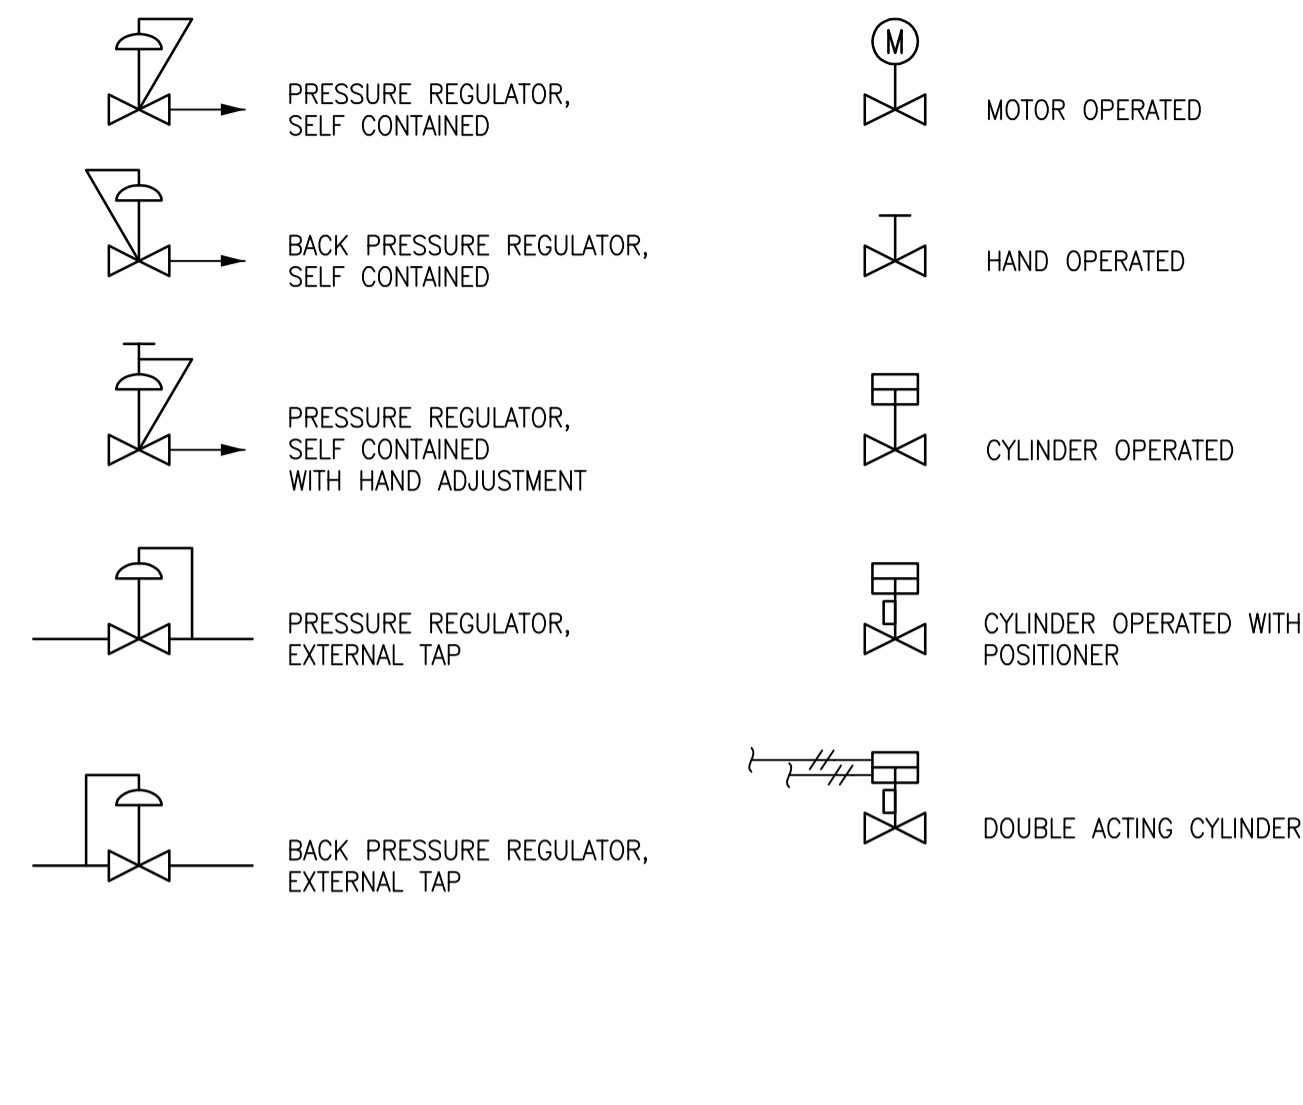 PRESSURE REGULATOR,
SELF CONTAINED
BACK PRESSURE REGULATOR,
SELF CONTAINED
PRESSURE REGULATOR,
SELF CONTAINED
WITH HAND ADJUSTMENT
PRESSURE REGULATOR,
EXTERNAL TAP
BACK PRESSURE REGULATOR,
EXTERNAL TAP
M
MOTOR OPERATED
HAND OPERATED
CYLINDER OPERATED
CYLINDER OPERATED WITH
POSITIONER
DOUBLE ACTING CYLINDER